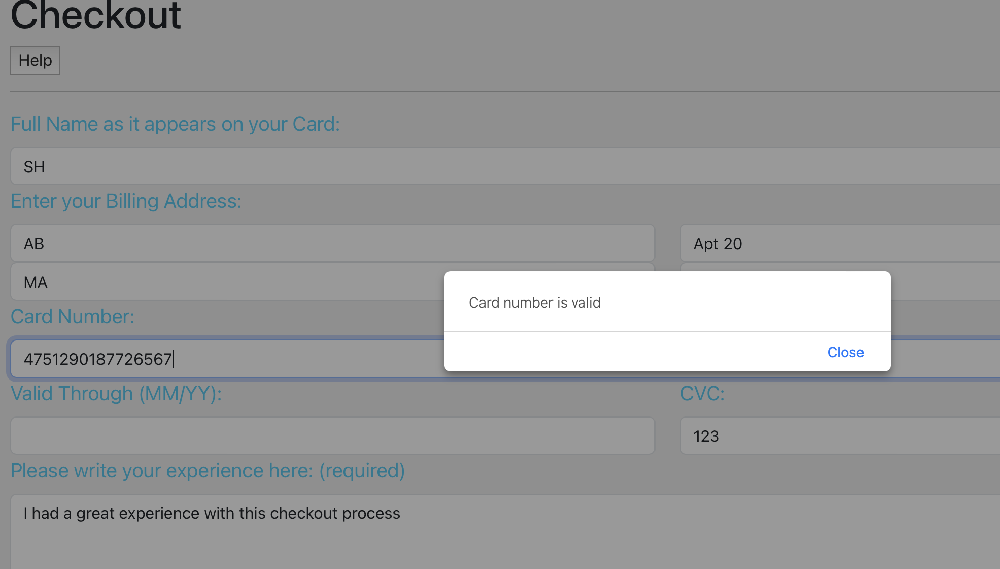 Checkout
Help
Full Name as it appears on your Card:
SH
Enter your Billing Address:
AB
Apt 20
MA
Card number is valid
Close
Card Number:
4751290187726567
Valid Through (MM/YY):
CVC:
123
Please write your experience here: (required)
I had a great experience with this checkout process